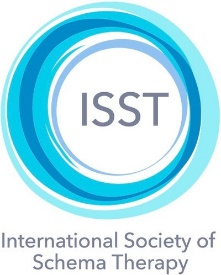 ISST
International Society of
Schema Therapy